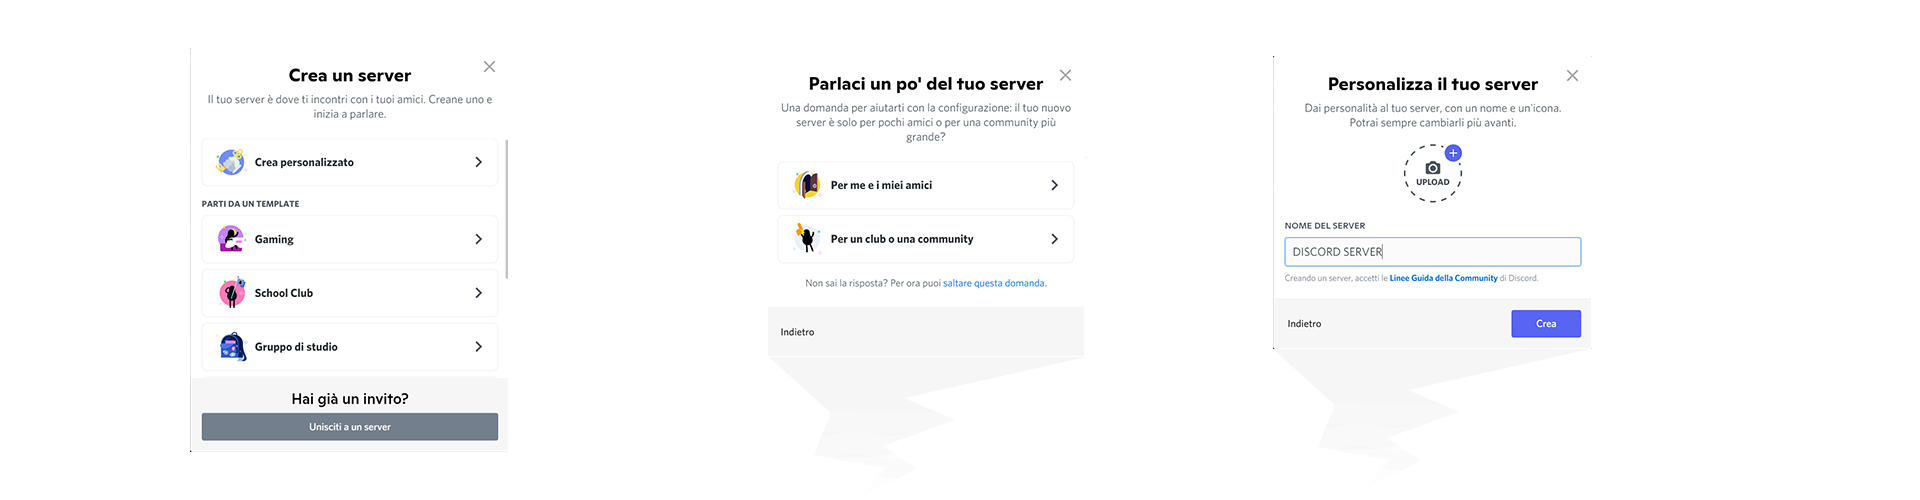 Crea un server
Il tuo server è dove ti incontri con i tuoi amici. Creane uno e
inizia a parlare.
Crea personalizzato
PARTI DA UN TEMPLATE
Gaming
School Club
Gruppo di studio
Hai già un invito?
Unisciti a un server
Parlaci un po' del tuo server
Una domanda per aiutarti con la configurazione: il tuo nuovo
server è solo per pochi amici o per una community più
grande?
Per me e i miei amici
Per un club o una community
Non sai la risposta? Per ora puoi saltare questa domanda.
Indietro
Personalizza il tuo server
Dai personalità al tuo server, con un nome e un'icona.
Potrai sempre cambiarli più avanti.
UPLOAD
NOME DEL SERVER
DISCORD SERVER
Creando un server, accetti le Linee Guida della Community di Discord.
Indietro
Crea